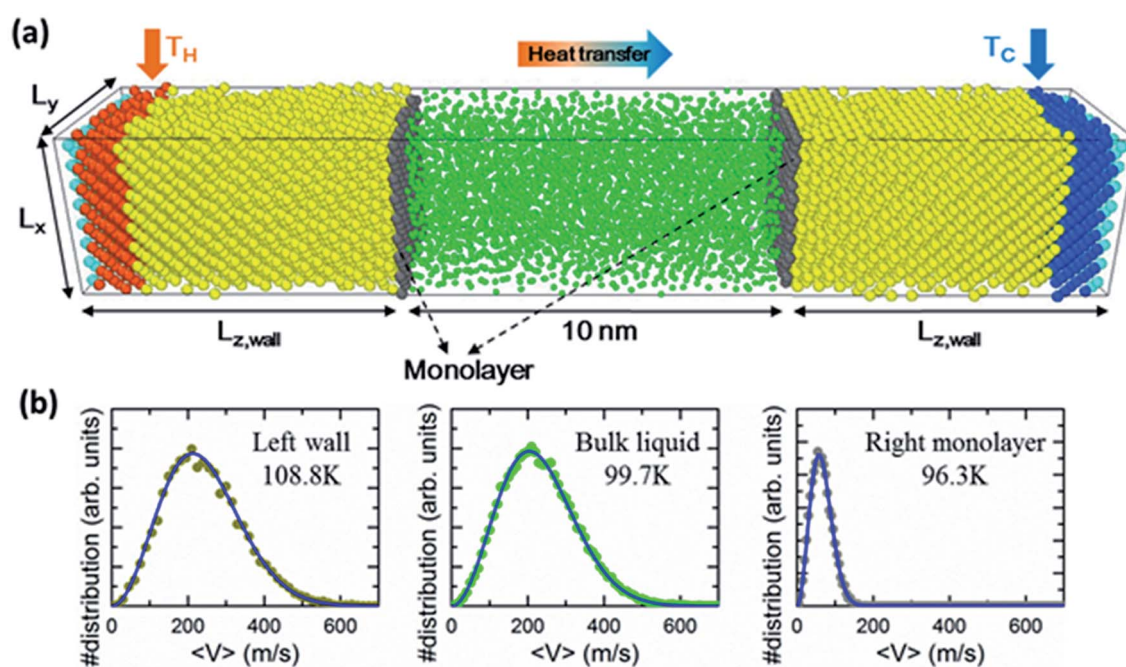 (a)
T_H
Heat transfer
T_C
L_y
L_x
L_z,wall
10 nm
L_z,wall
Monolayer
(b)
#distribution (arb. units)
Left wall
108.8K
0 200 400 600
<V> (m/s)
#distribution (arb. units)
Bulk liquid
99.7K
0 200 400 600
<V> (m/s)
#distribution (arb. units)
Right monolayer
96.3K
0 200 400 600
<V> (m/s)